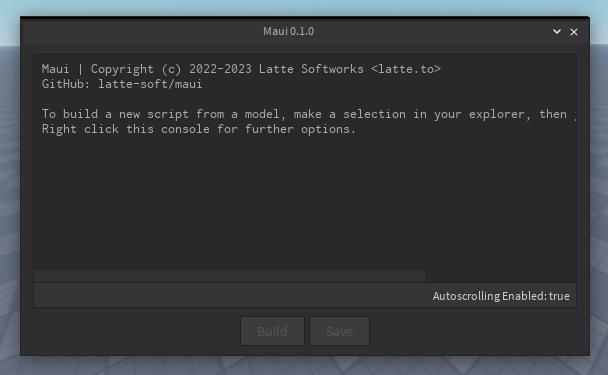 Maui 0.1.0
Maui | Copyright (c) 2022-2023 Latte Softworks <latte.to>
GitHub: latte-soft/maui
To build a new script from a model, make a selection in your explorer, then
Right click this console for further options.
Autoscrolling Enabled: true
Build Save